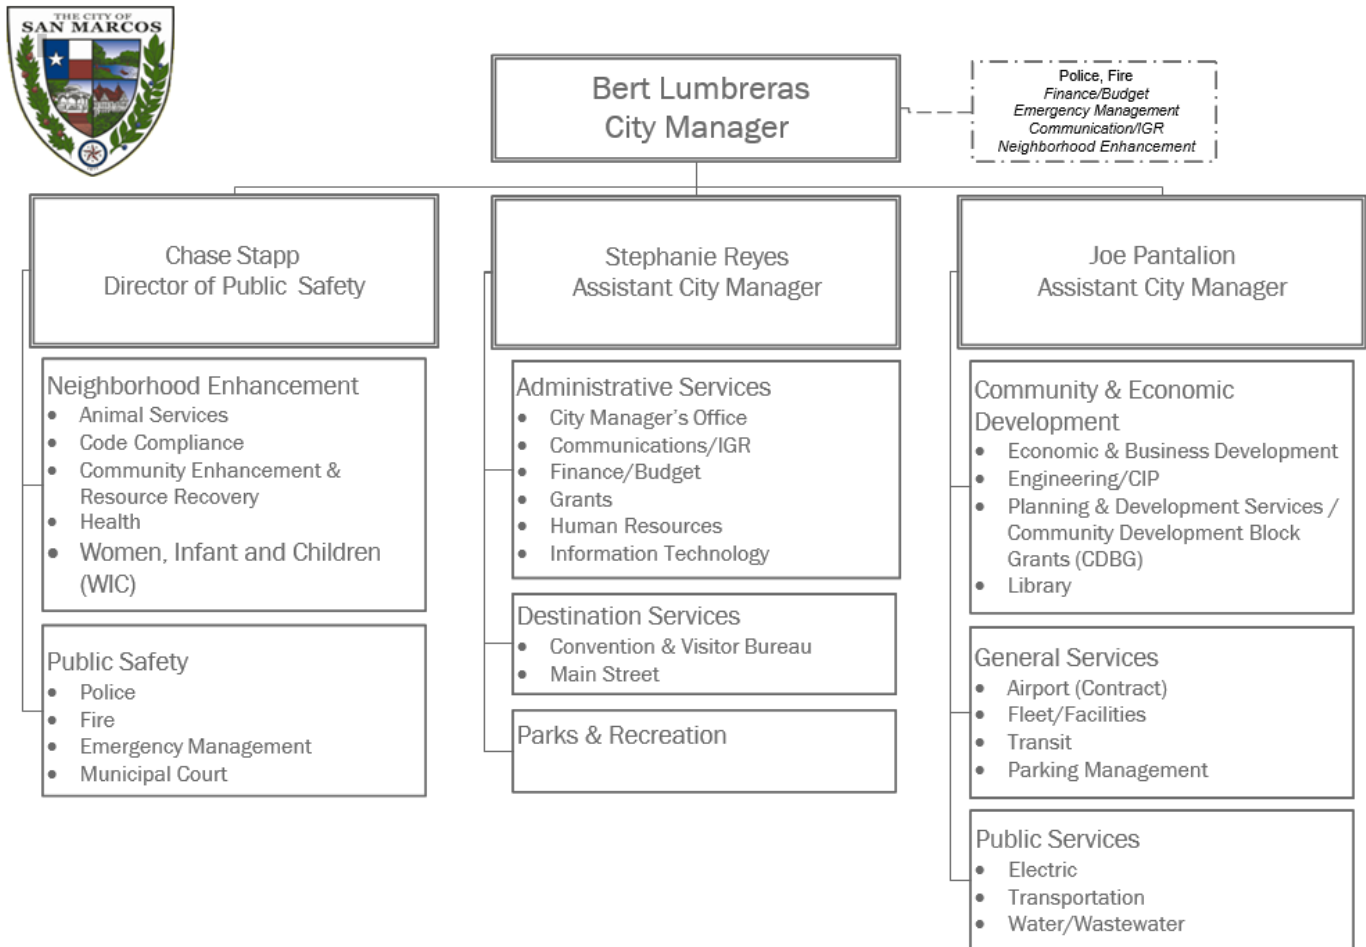 THE CITY OF
SAN MARCOS
Bert Lumbreras
City Manager
Police, Fire
Finance/Budget
Emergency Management
Communication/IGR
Neighborhood Enhancement
Chase Stapp
Director of Public Safety
Neighborhood Enhancement
• Animal Services
• Code Compliance
• Community Enhancement &
Resource Recovery
• Health
• Women, Infant and Children
(WIC)
Public Safety
• Police
• Fire
• Emergency Management
• Municipal Court
Stephanie Reyes
Assistant City Manager
Administrative Services
• City Manager's Office
• Communications/IGR
• Finance/Budget
• Grants
• Human Resources
• Information Technology
Destination Services
• Convention & Visitor Bureau
• Main Street
Parks & Recreation
Joe Pantalion
Assistant City Manager
Community & Economic
Development
• Economic & Business Development
• Engineering/CIP
• Planning & Development Services /
Community Development Block
Grants (CDBG)
• Library
General Services
• Airport (Contract)
• Fleet/Facilities
• Transit
• Parking Management
Public Services
• Electric
• Transportation
• Water/Wastewater